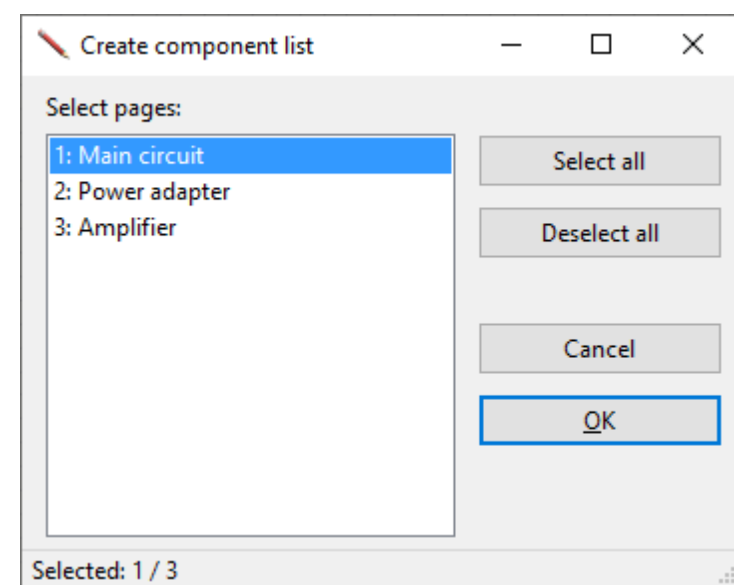 Create component list
Select pages:
1: Main circuit
2: Power adapter
3: Amplifier
Select all
Deselect all
Cancel
OK
Selected: 1 / 3